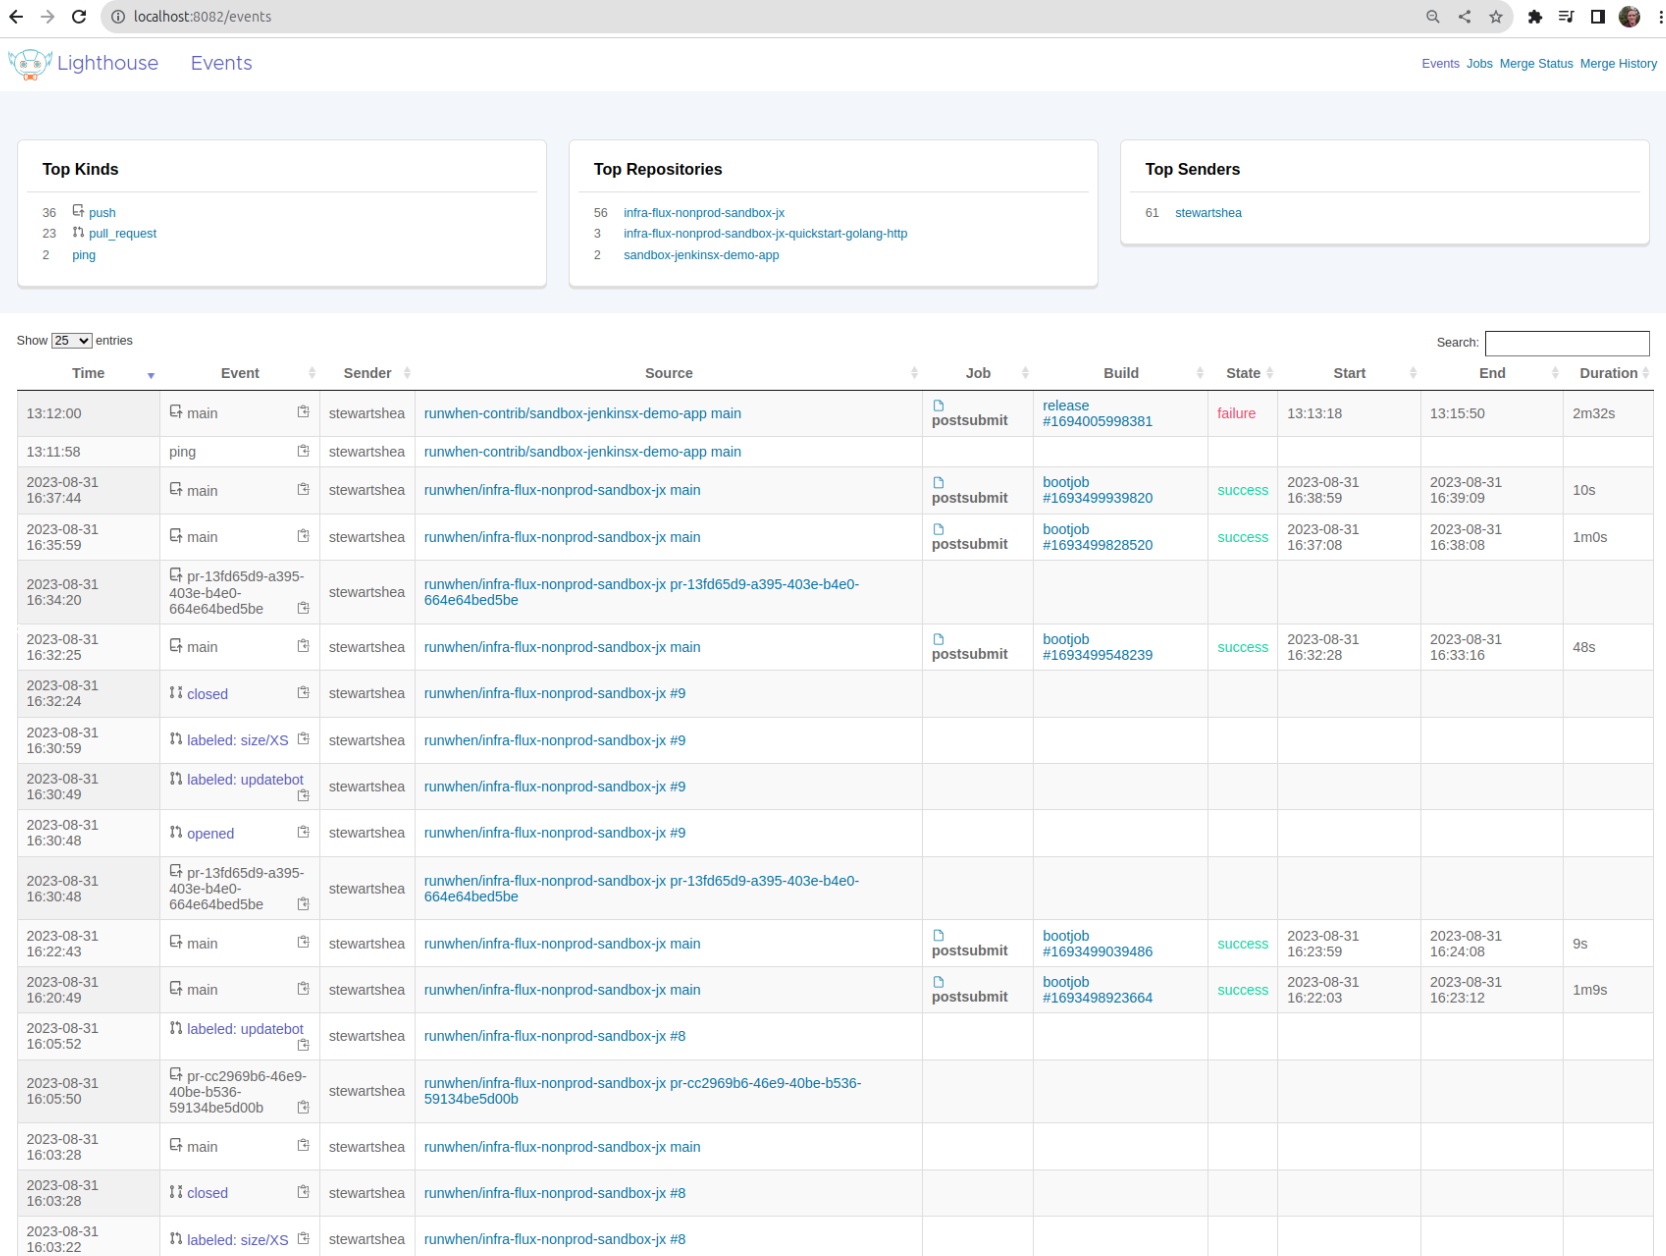 localhost:8082/events
Lighthouse Events
Events Jobs Merge Status Merge History
Top Kinds
36 push
23 pull_request
2 ping
Top Repositories
56 infra-flux-nonprod-sandbox-jx
3 infra-flux-nonprod-sandbox-jx-quickstart-golang-http
2 sandbox-jenkinsx-demo-app
Top Senders
61 stewartshea
Show 25 entries
Search:
Time Event Sender Source Job Build State Start End Duration
13:12:00 main stewartshea runwhen-contrib/sandbox-jenkinsx-demo-app main postsubmit release #1694005998381 failure 13:13:18 13:15:50 2m32s
13:11:58 ping stewartshea runwhen-contrib/sandbox-jenkinsx-demo-app main
2023-08-31 16:37:44 main stewartshea runwhen/infra-flux-nonprod-sandbox-jx main postsubmit bootjob #1693499939820 success 2023-08-31 16:38:59 2023-08-31 16:39:09 10s
2023-08-31 16:35:59 main stewartshea runwhen/infra-flux-nonprod-sandbox-jx main postsubmit bootjob #1693499828520 success 2023-08-31 16:37:08 2023-08-31 16:38:08 1m0s
2023-08-31 16:34:20 pr-13fd65d9-a395-403e-b4e0-664e64bed5be stewartshea runwhen/infra-flux-nonprod-sandbox-jx pr-13fd65d9-a395-403e-b4e0-664e64bed5be
2023-08-31 16:32:25 main stewartshea runwhen/infra-flux-nonprod-sandbox-jx main postsubmit bootjob #1693499548239 success 2023-08-31 16:32:28 2023-08-31 16:33:16 48s
2023-08-31 16:32:24 closed stewartshea runwhen/infra-flux-nonprod-sandbox-jx #9
2023-08-31 16:30:59 labeled: size/XS stewartshea runwhen/infra-flux-nonprod-sandbox-jx #9
2023-08-31 16:30:49 labeled: updatebot stewartshea runwhen/infra-flux-nonprod-sandbox-jx #9
2023-08-31 16:30:48 opened stewartshea runwhen/infra-flux-nonprod-sandbox-jx #9
2023-08-31 16:30:48 pr-13fd65d9-a395-403e-b4e0-664e64bed5be stewartshea runwhen/infra-flux-nonprod-sandbox-jx pr-13fd65d9-a395-403e-b4e0-664e64bed5be
2023-08-31 16:22:43 main stewartshea runwhen/infra-flux-nonprod-sandbox-jx main postsubmit bootjob #1693499039486 success 2023-08-31 16:23:59 2023-08-31 16:24:08 9s
2023-08-31 16:20:49 main stewartshea runwhen/infra-flux-nonprod-sandbox-jx main postsubmit bootjob #1693498923664 success 2023-08-31 16:22:03 2023-08-31 16:23:12 1m9s
2023-08-31 16:05:52 labeled: updatebot stewartshea runwhen/infra-flux-nonprod-sandbox-jx #8
2023-08-31 16:05:50 pr-cc2969b6-46e9-40be-b536-59134be5d00b stewartshea runwhen/infra-flux-nonprod-sandbox-jx pr-cc2969b6-46e9-40be-b536-59134be5d00b
2023-08-31 16:03:28 main stewartshea runwhen/infra-flux-nonprod-sandbox-jx main
2023-08-31 16:03:28 closed stewartshea runwhen/infra-flux-nonprod-sandbox-jx #8
2023-08-31 16:03:22 labeled: size/XS stewartshea runwhen/infra-flux-nonprod-sandbox-jx #8